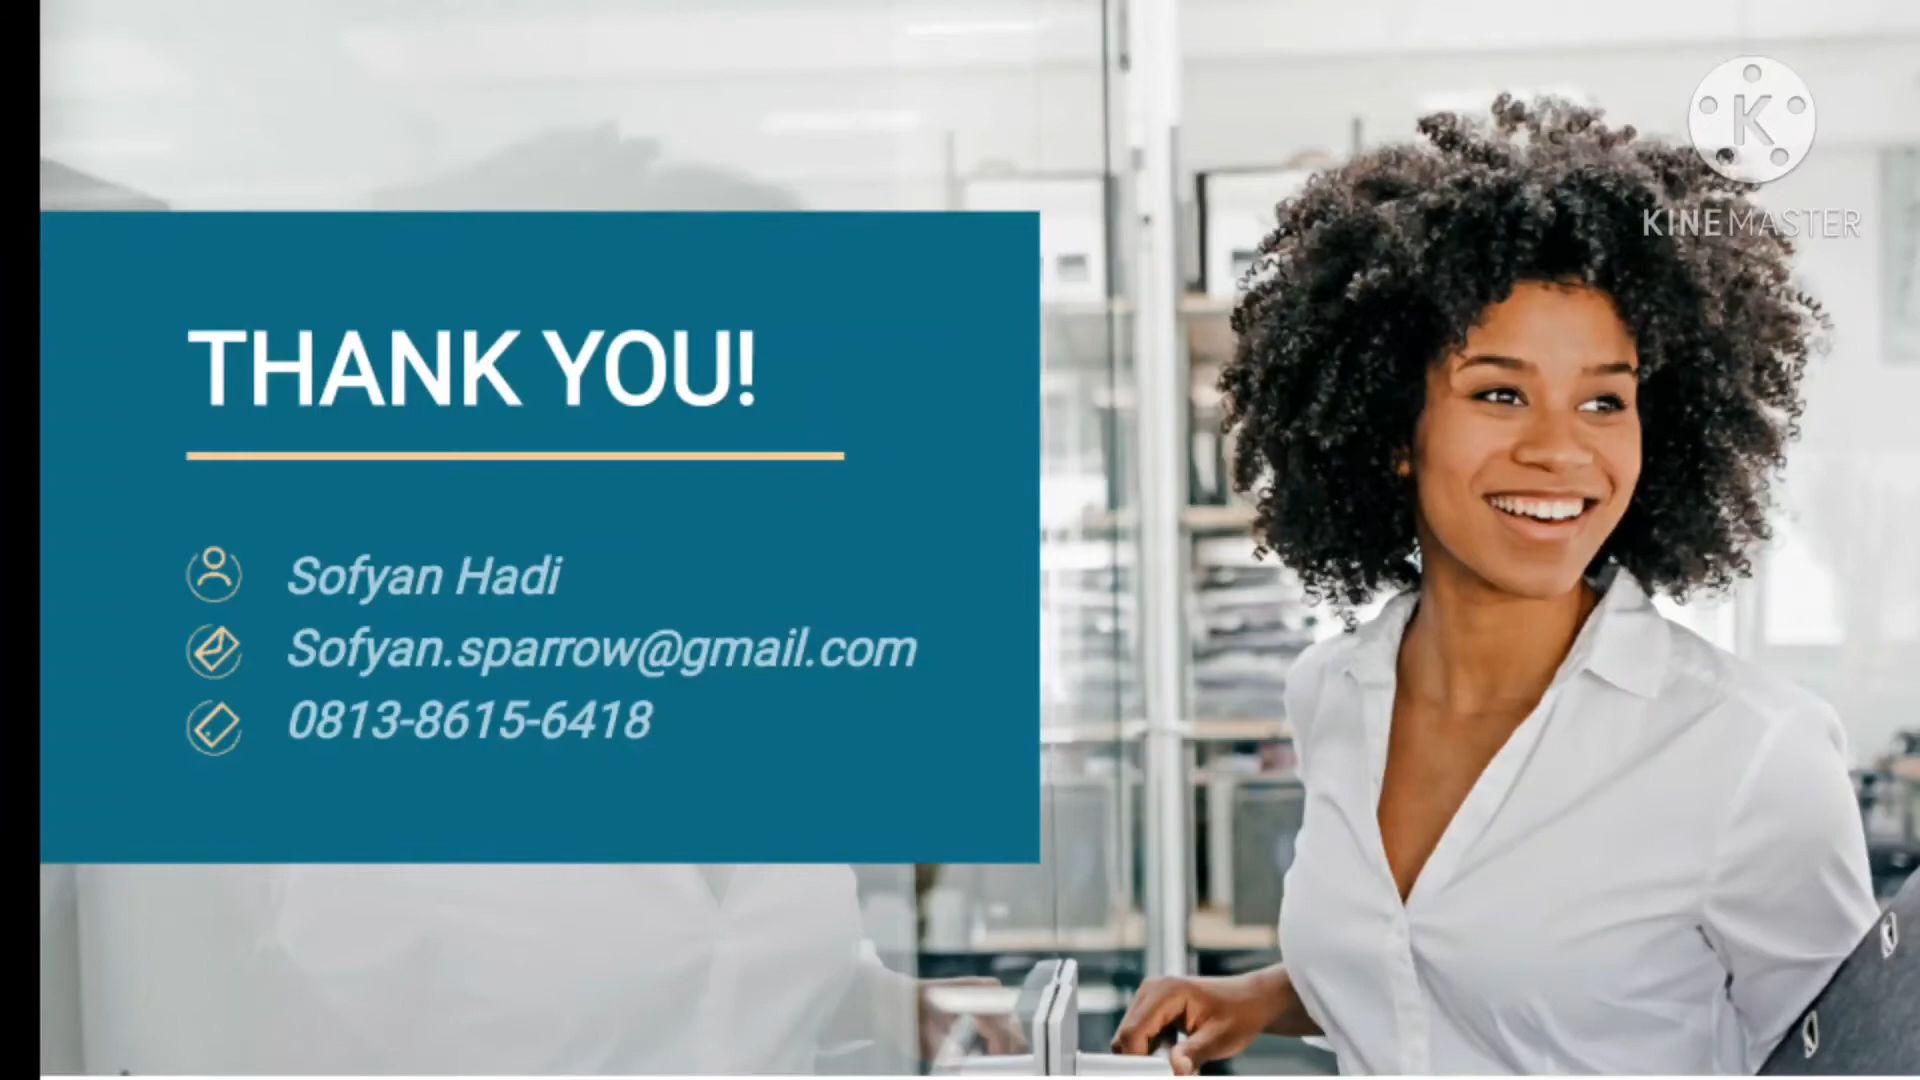 K
KINEMASTER
THANK YOU!
Sofyan Hadi
Sofyan.sparrow@gmail.com
0813-8615-6418